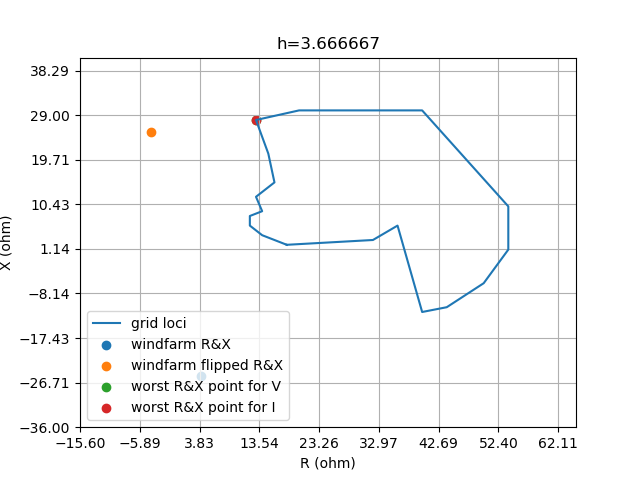 h=3.666667
38.29
29.00
19.71
10.43
1.14
−8.14
−17.43
−26.71
−36.00
X (ohm)
grid loci
windfarm R&X
windfarm flipped R&X
worst R&X point for V
worst R&X point for I
−15.60 −5.89 3.83 13.54 23.26 32.97 42.69 52.40 62.11
R (ohm)